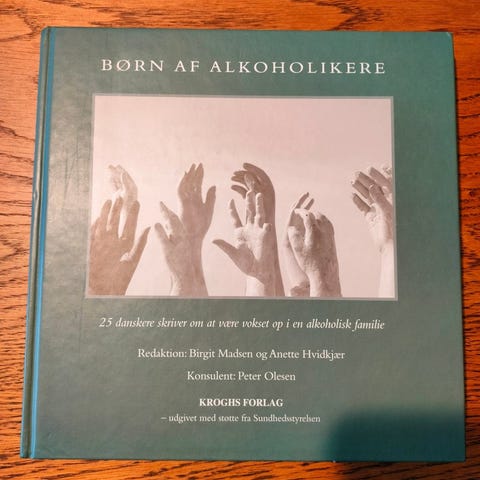 BØRN AF ALKOHOLIKERE
25 danskere skriver om at være vokset op i en alkoholisk familie
Redaktion: Birgit Madsen og Anette Hvidkjær
Konsulent: Peter Olesen
KROGHS FORLAG
– udgivet med støtte fra Sundhedsstyrelsen